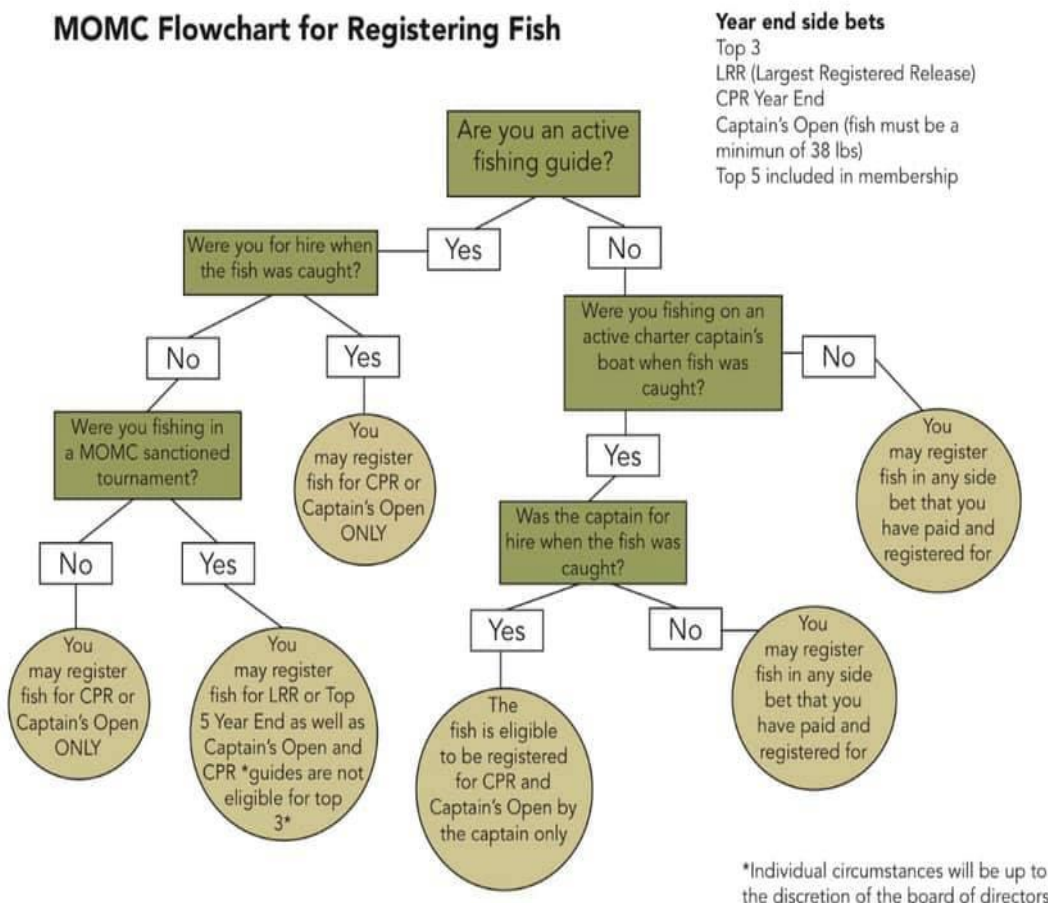 MOMC Flowchart for Registering Fish
Year end side bets
Top 3
LRR (Largest Registered Release)
CPR Year End
Captain's Open (fish must be a
minimun of 38 lbs)
Top 5 included in membership
Are you an active
fishing guide?
Yes
No
Were you for hire when
the fish was caught?
No
Yes
Were you fishing in
a MOMC sanctioned
tournament?
You
may register
fish for CPR or
Captain's Open
ONLY
No
Yes
You
may register
fish for CPR or
Captain's Open
ONLY
You
may register
fish for LRR or Top
5 Year End as well as
Captain's Open and
CPR *guides are not
eligible for top
3*
Were you fishing on an
active charter captain's
boat when fish was
caught?
No
Yes
You
may register
fish in any side
bet that you
have paid and
registered for
Was the captain for
hire when the fish was
caught?
Yes
No
The
fish is eligible
to be registered
for CPR and
Captain's Open by
the captain only
You
may register
fish in any side
bet that you
have paid and
registered for
*Individual circumstances will be up to
the discretion of the board of directors